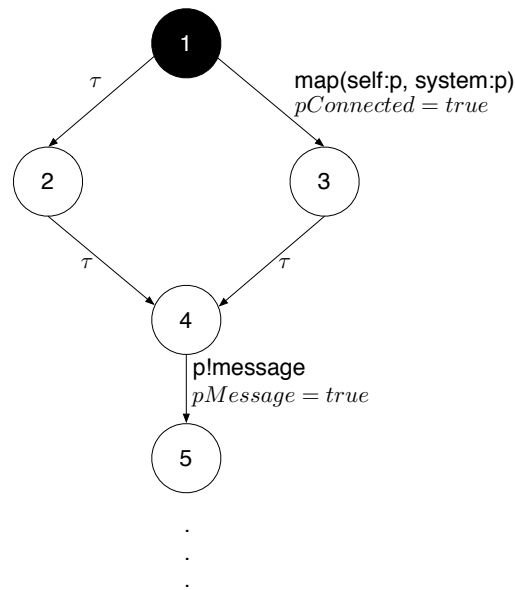 1
τ
map(self:p, system:p)
pConnected = true
2
3
τ
τ
4
p!message
pMessage = true
5
.
.
.